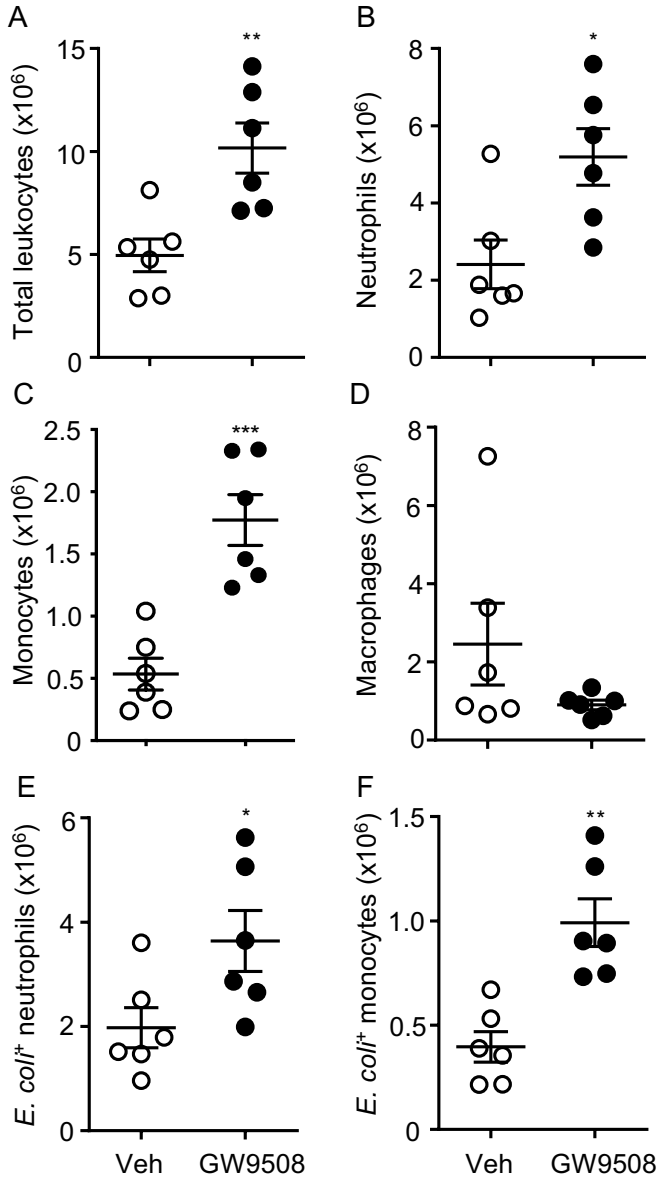 A
Total leukocytes (x10⁶)
15
10
5
0
**
B
Neutrophils (x10⁶)
8
6
4
2
0
*
C
Monocytes (x10⁶)
2.5
2.0
1.5
1.0
0.5
0
***
D
Macrophages (x10⁶)
8
6
4
2
0
E
E. coli⁺ neutrophils (x10⁶)
6
4
2
0
*
Veh GW9508
F
E. coli⁺ monocytes (x10⁶)
1.5
1.0
0.5
0
**
Veh GW9508